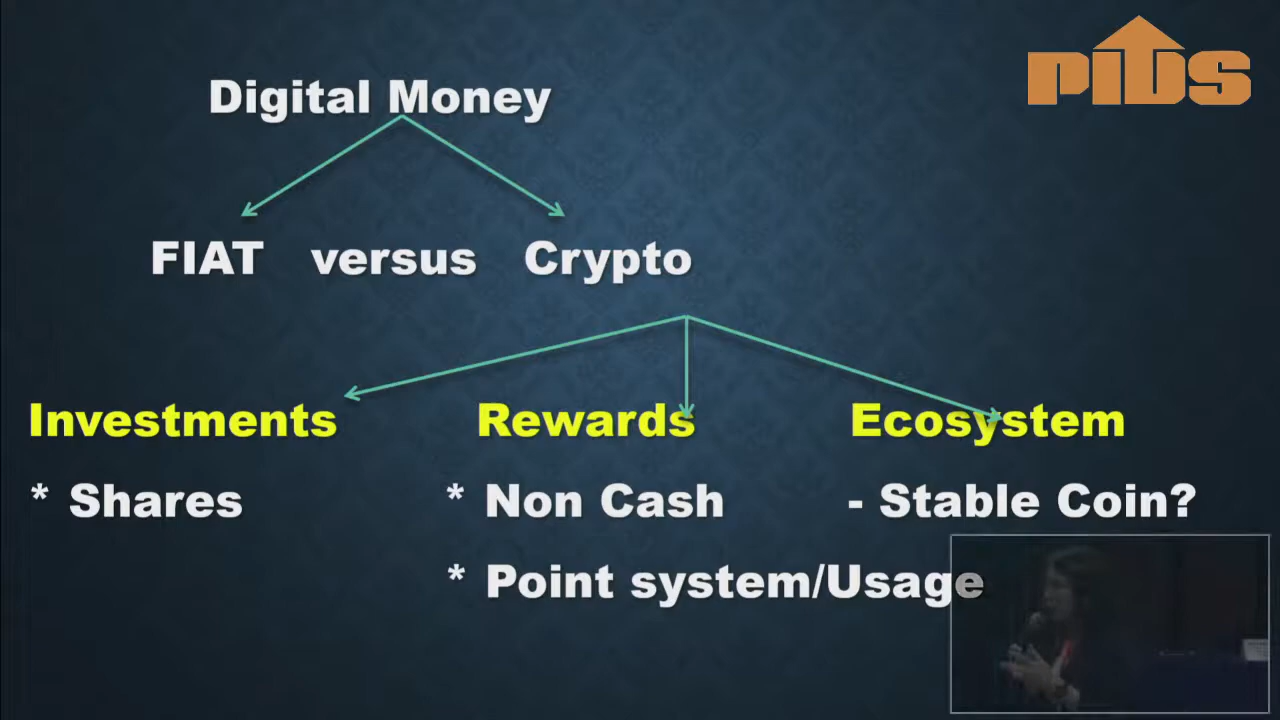 PIDS
Digital Money
FIAT versus Crypto
Investments
Rewards
Ecosystem
* Shares
* Non Cash
- Stable Coin?
* Point system/Usage